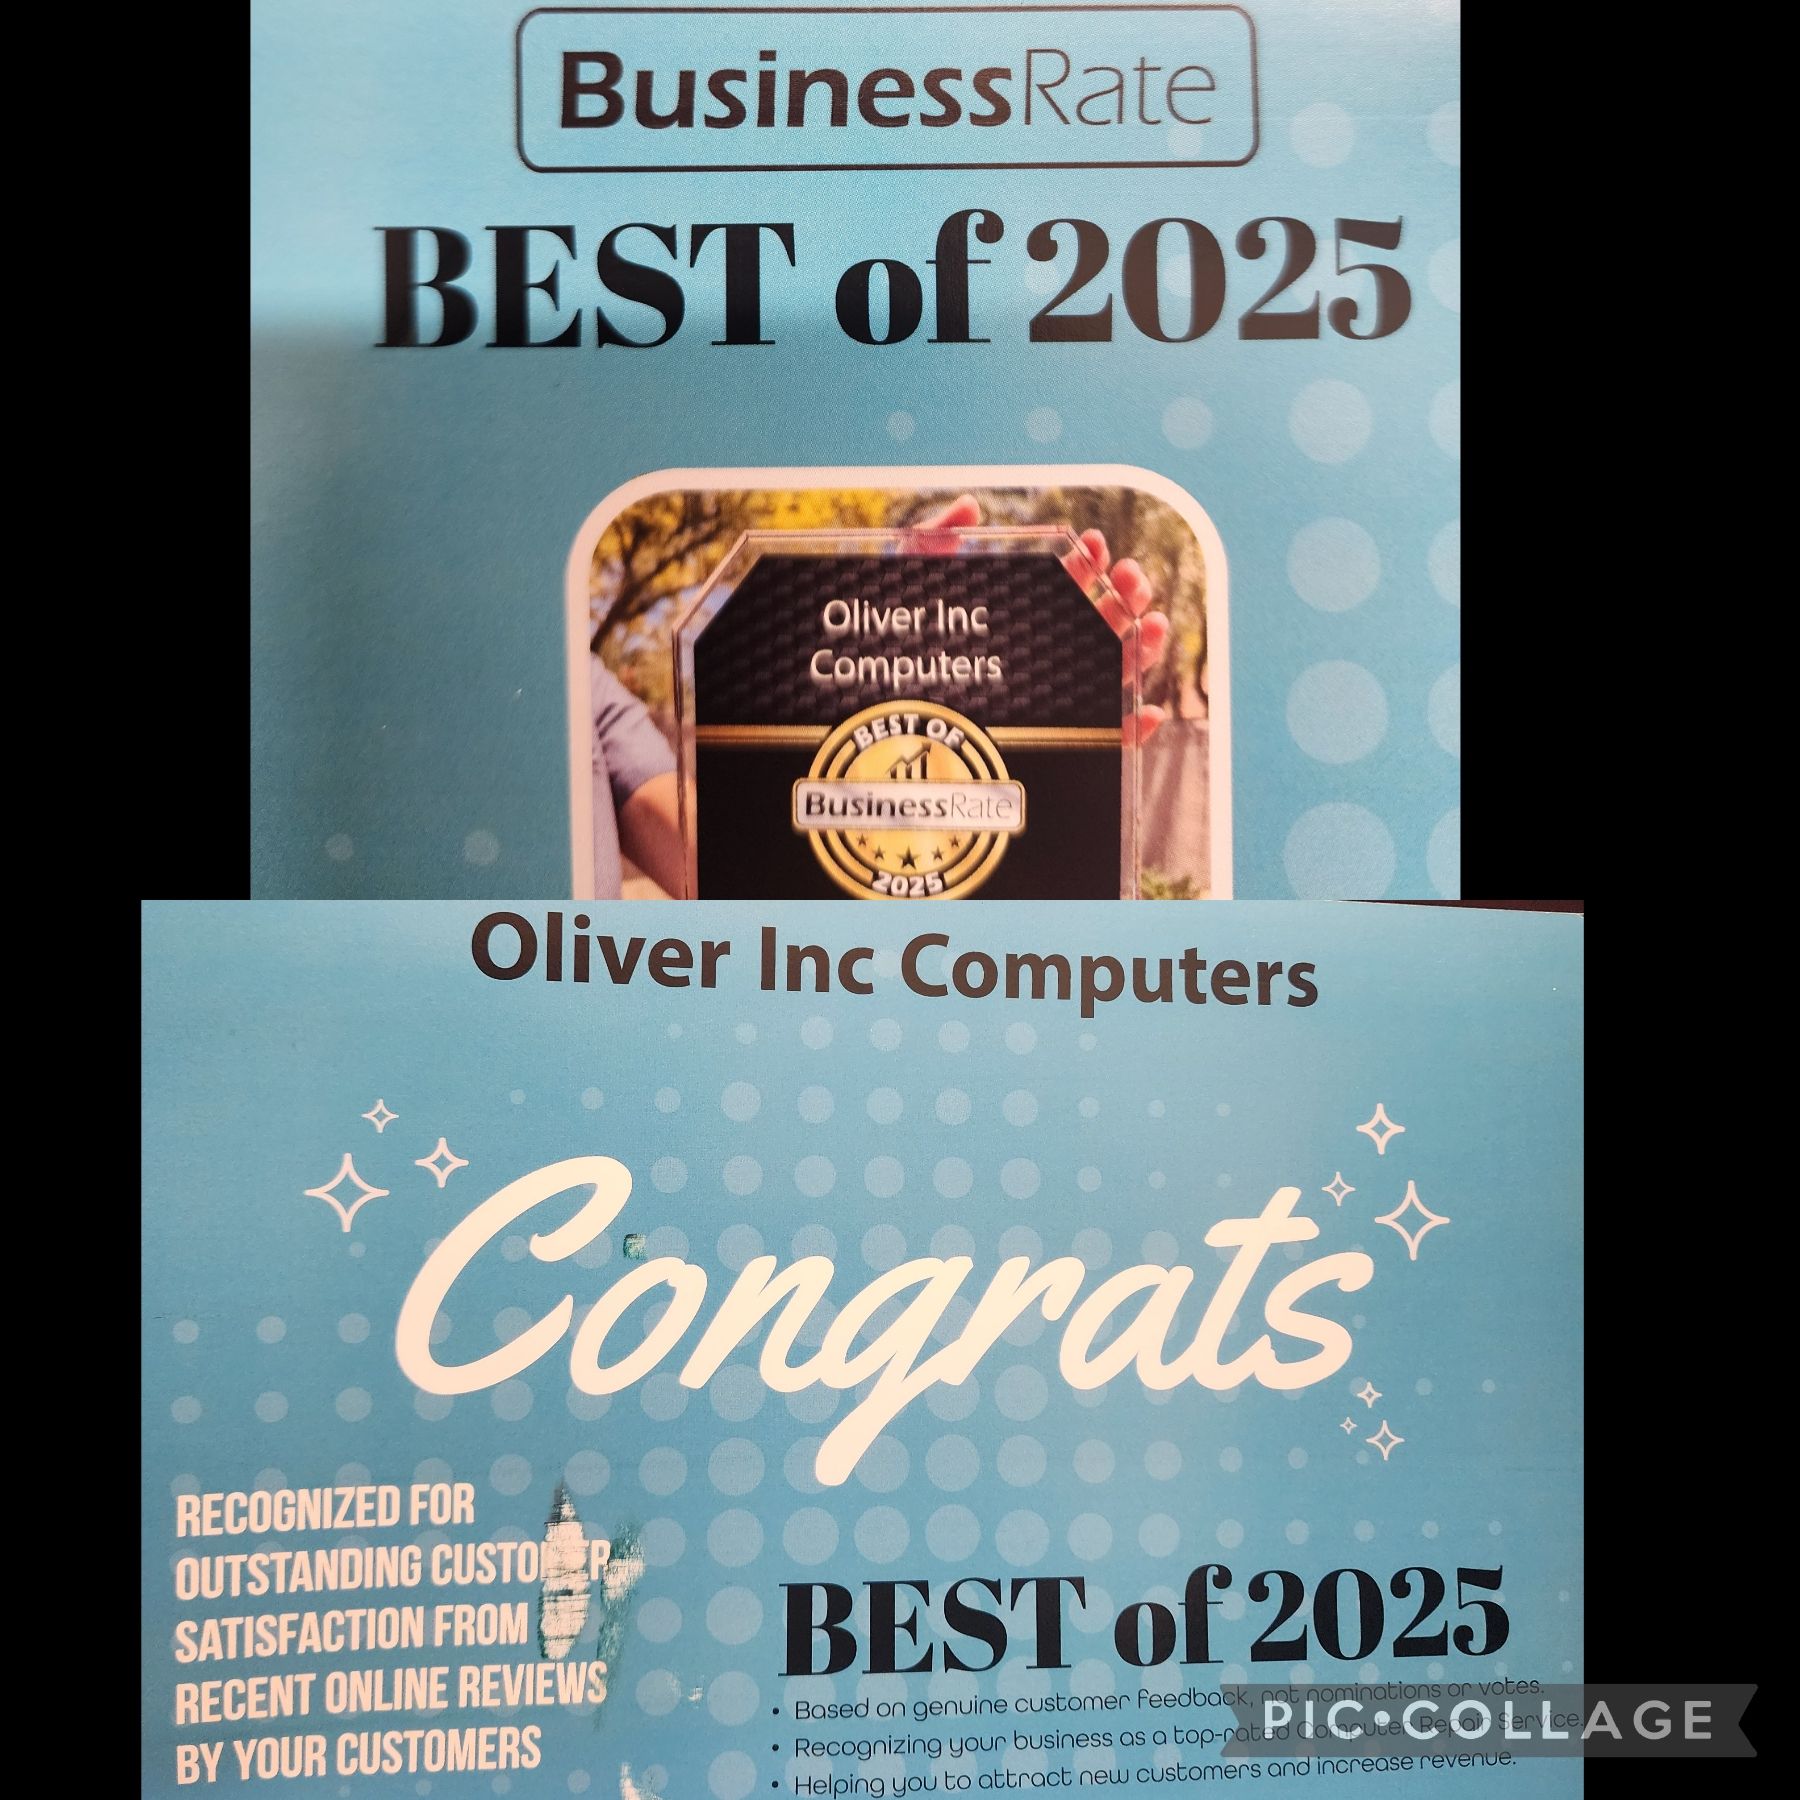 BusinessRate
BEST of 2025
Oliver Inc
Computers
BEST OF
BusinessRate
2025
Oliver Inc Computers
Congrats
RECOGNIZED FOR
OUTSTANDING CUSTOMER
SATISFACTION FROM
RECENT ONLINE REVIEWS
BY YOUR CUSTOMERS
BEST of 2025
• Based on genuine customer feedback, not nominations or votes.
• Recognizing your business as a top-rated Computer Repair Service.
• Helping you to attract new customers and increase revenue.
PIC•COLLAGE